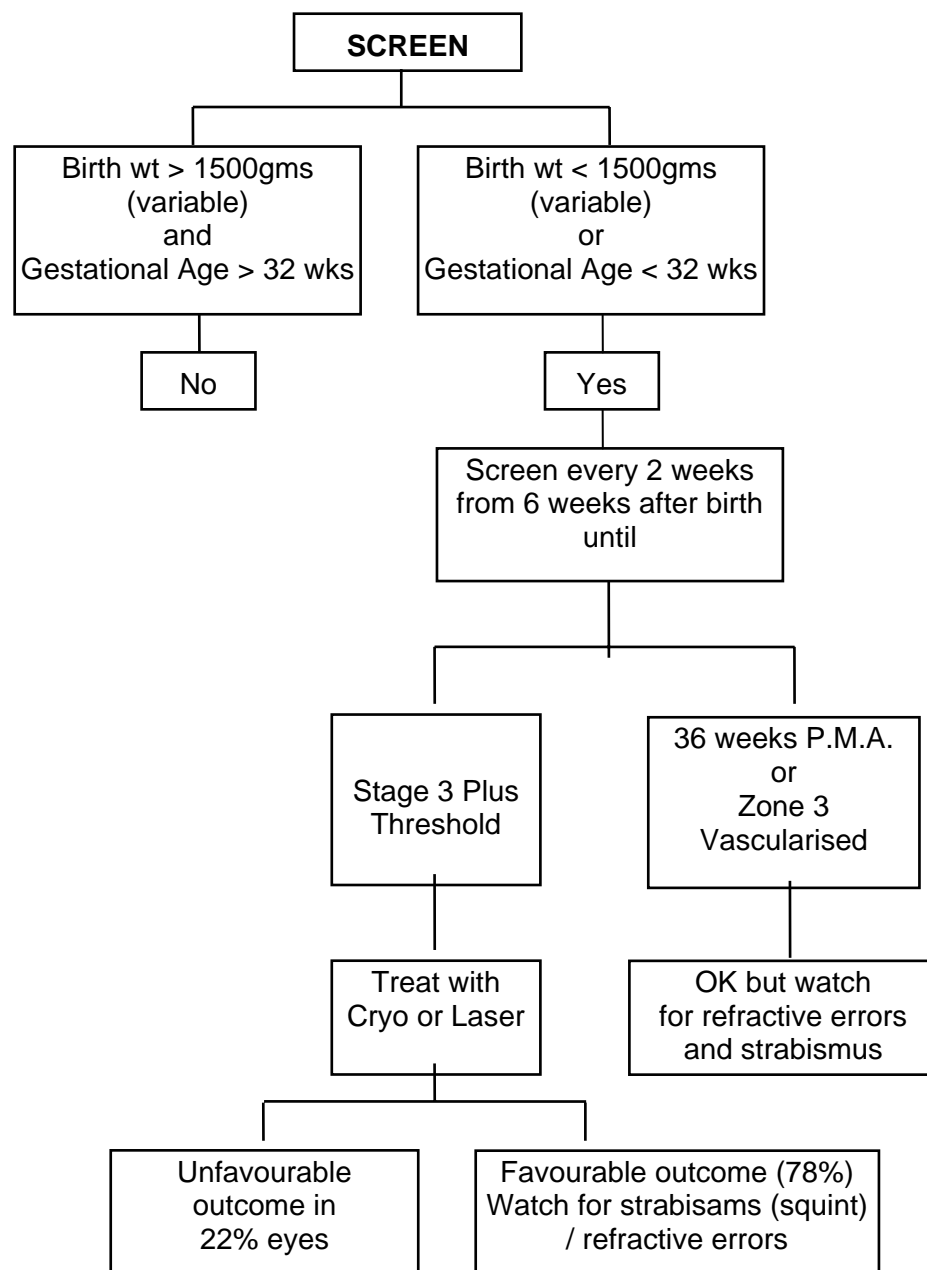 SCREEN
Birth wt > 1500gms
(variable)
and
Gestational Age > 32 wks
Birth wt < 1500gms
(variable)
or
Gestational Age < 32 wks
No
Yes
Screen every 2 weeks
from 6 weeks after birth
until
Stage 3 Plus
Threshold
36 weeks P.M.A.
or
Zone 3
Vascularised
Treat with
Cryo or Laser
OK but watch
for refractive errors
and strabismus
Unfavourable
outcome in
22% eyes
Favourable outcome (78%)
Watch for strabisams (squint)
/ refractive errors